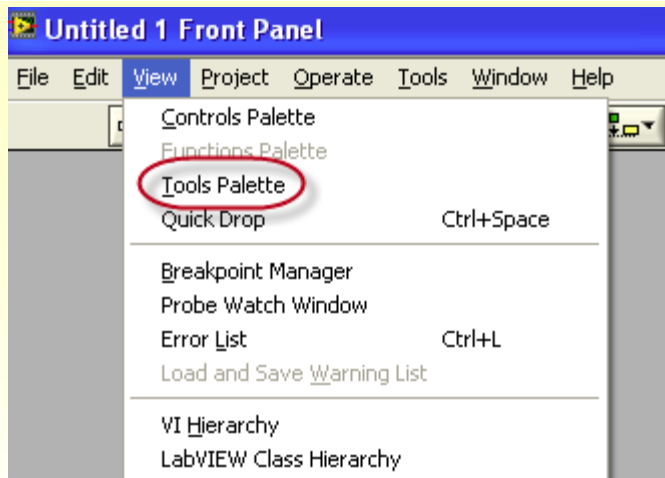 Untitled 1 Front Panel
File Edit View Project Operate Tools Window Help
Controls Palette
Functions Palette
Tools Palette
Quick Drop Ctrl+Space
Breakpoint Manager
Probe Watch Window
Error List Ctrl+L
Load and Save Warning List
VI Hierarchy
LabVIEW Class Hierarchy